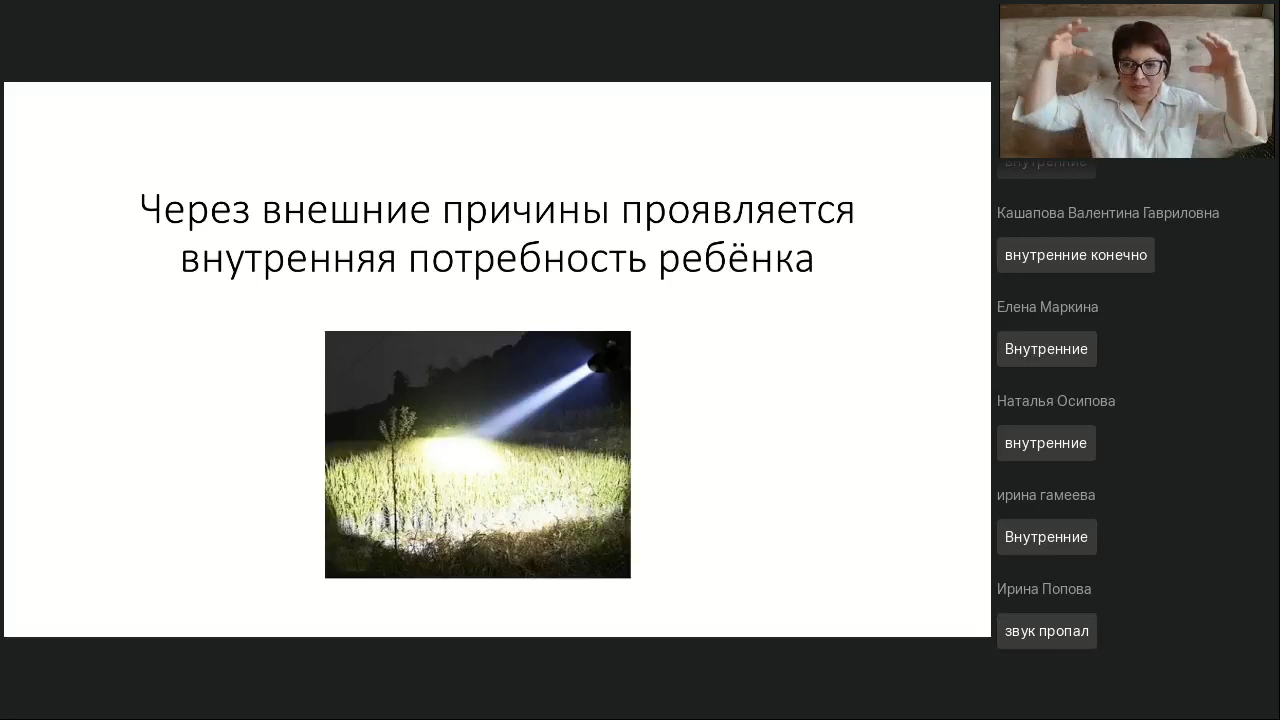 Через внешние причины проявляется
внутренняя потребность ребёнка
внутренние
Кашапова Валентина Гавриловна
внутренние конечно
Елена Маркина
Внутренние
Наталья Осипова
внутренние
ирина гамеева
Внутренние
Ирина Попова
звук пропал